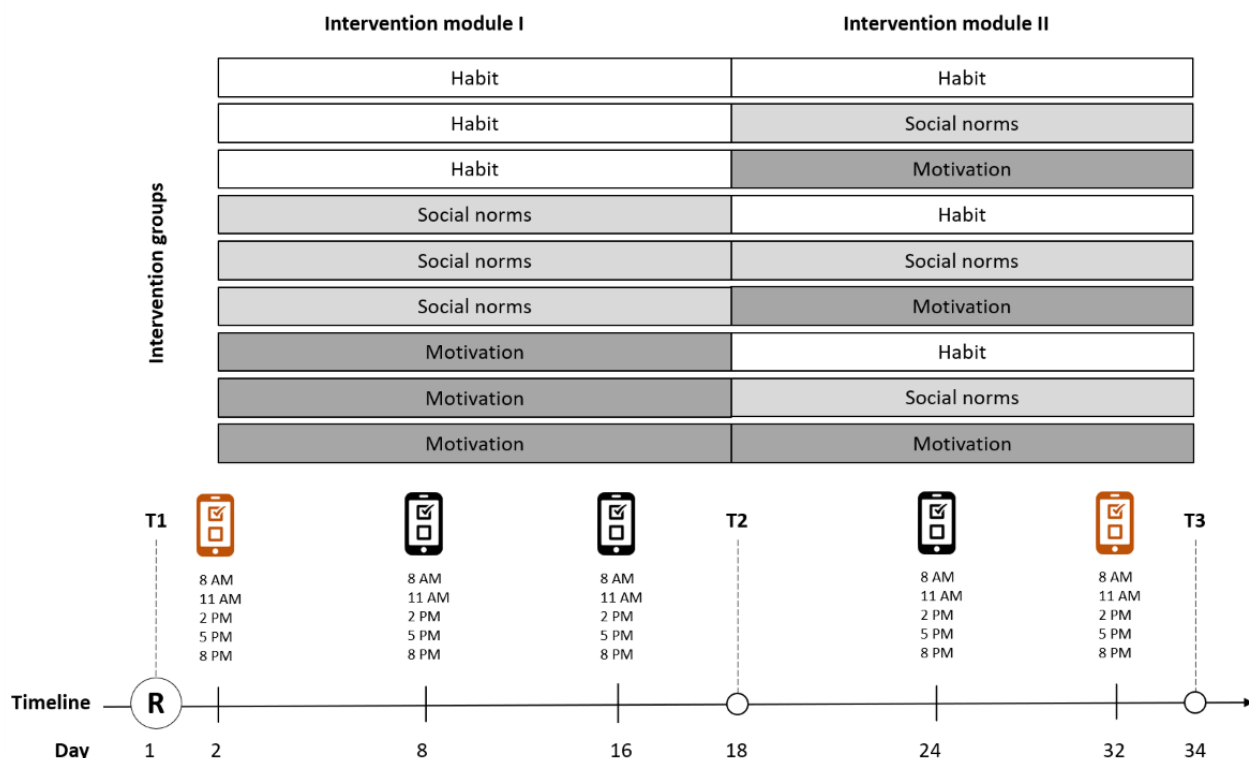 Intervention module I Intervention module II
Intervention groups
Habit Habit
Habit Social norms
Habit Motivation
Social norms Habit
Social norms Social norms
Social norms Motivation
Motivation Habit
Motivation Social norms
Motivation Motivation
T1 T2 T3
8 AM 8 AM 8 AM 8 AM 8 AM
11 AM 11 AM 11 AM 11 AM 11 AM
2 PM 2 PM 2 PM 2 PM 2 PM
5 PM 5 PM 5 PM 5 PM 5 PM
8 PM 8 PM 8 PM 8 PM 8 PM
Timeline R
Day 1 2 8 16 18 24 32 34